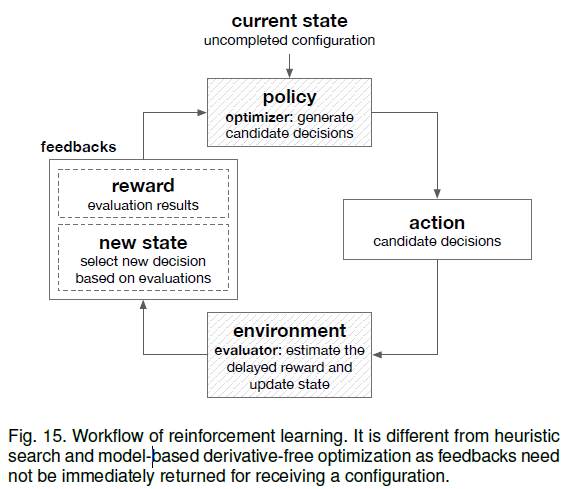 current state
uncompleted configuration
policy
optimizer: generate
candidate decisions
feedbacks
reward
evaluation results
new state
select new decision
based on evaluations
action
candidate decisions
environment
evaluator: estimate the
delayed reward and
update state
Fig. 15. Workflow of reinforcement learning. It is different from heuristic
search and model-based derivative-free optimization as feedbacks need
not be immediately returned for receiving a configuration.